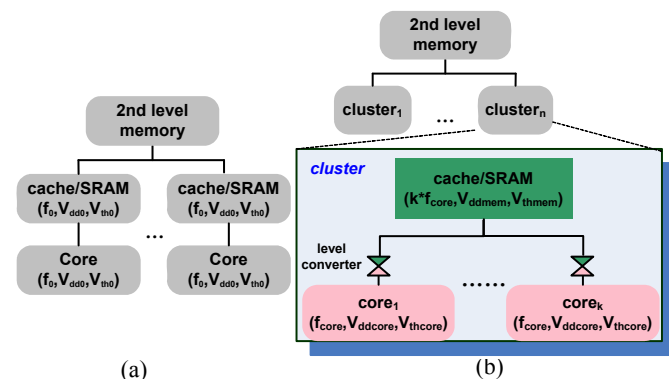 2nd level
memory
cache/SRAM
(f0,Vdd0,Vth0)
cache/SRAM
(f0,Vdd0,Vth0)
...
Core
(f0,Vdd0,Vth0)
Core
(f0,Vdd0,Vth0)
(a)
2nd level
memory
cluster1
...
clustern
cluster
cache/SRAM
(k*fcore,Vddmem,Vthmem)
level
converter
......
core1
(fcore,Vddcore,Vthcore)
corek
(fcore,Vddcore,Vthcore)
(b)